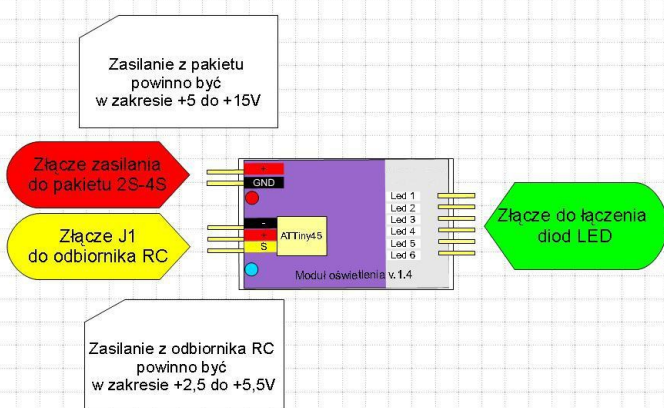 Zasilanie z pakietu
powinno być
w zakresie +5 do +15V
Złącze zasilania
do pakietu 2S-4S
+
GND
Złącze J1
do odbiornika RC
-
+
S
ATTiny45
Led 1
Led 2
Led 3
Led 4
Led 5
Led 6
Moduł oświetlenia v.1.4
Złącze do łączenia
diod LED
Zasilanie z odbiornika RC
powinno być
w zakresie +2,5 do +5,5V